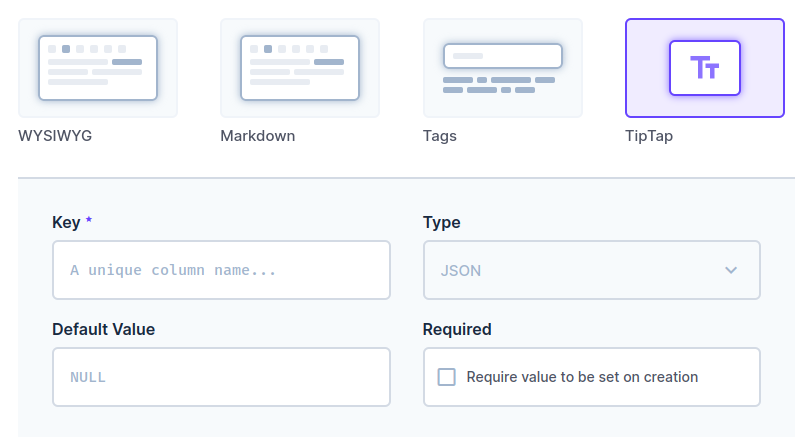 WYSIWYG
Markdown
Tags
TipTap
Key *
Type
A unique column name...
JSON
Default Value
Required
NULL
Require value to be set on creation